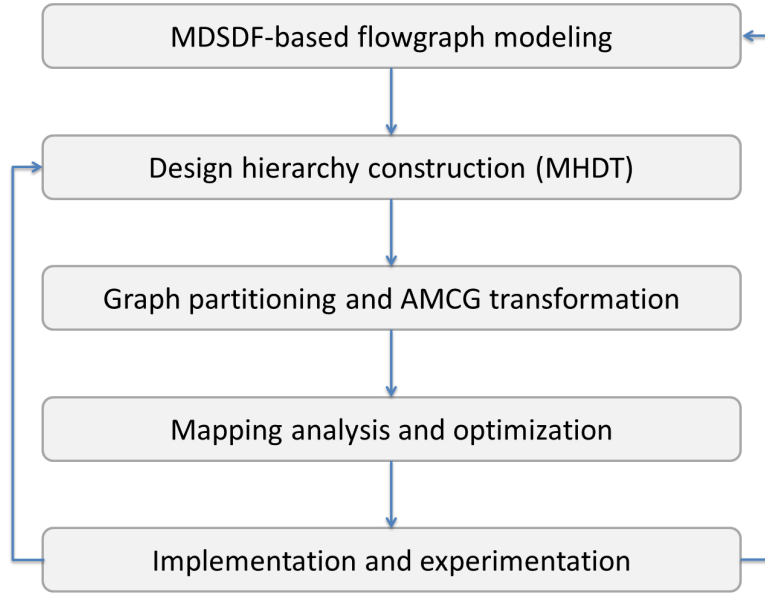 MDSDF-based flowgraph modeling
Design hierarchy construction (MHDT)
Graph partitioning and AMCG transformation
Mapping analysis and optimization
Implementation and experimentation